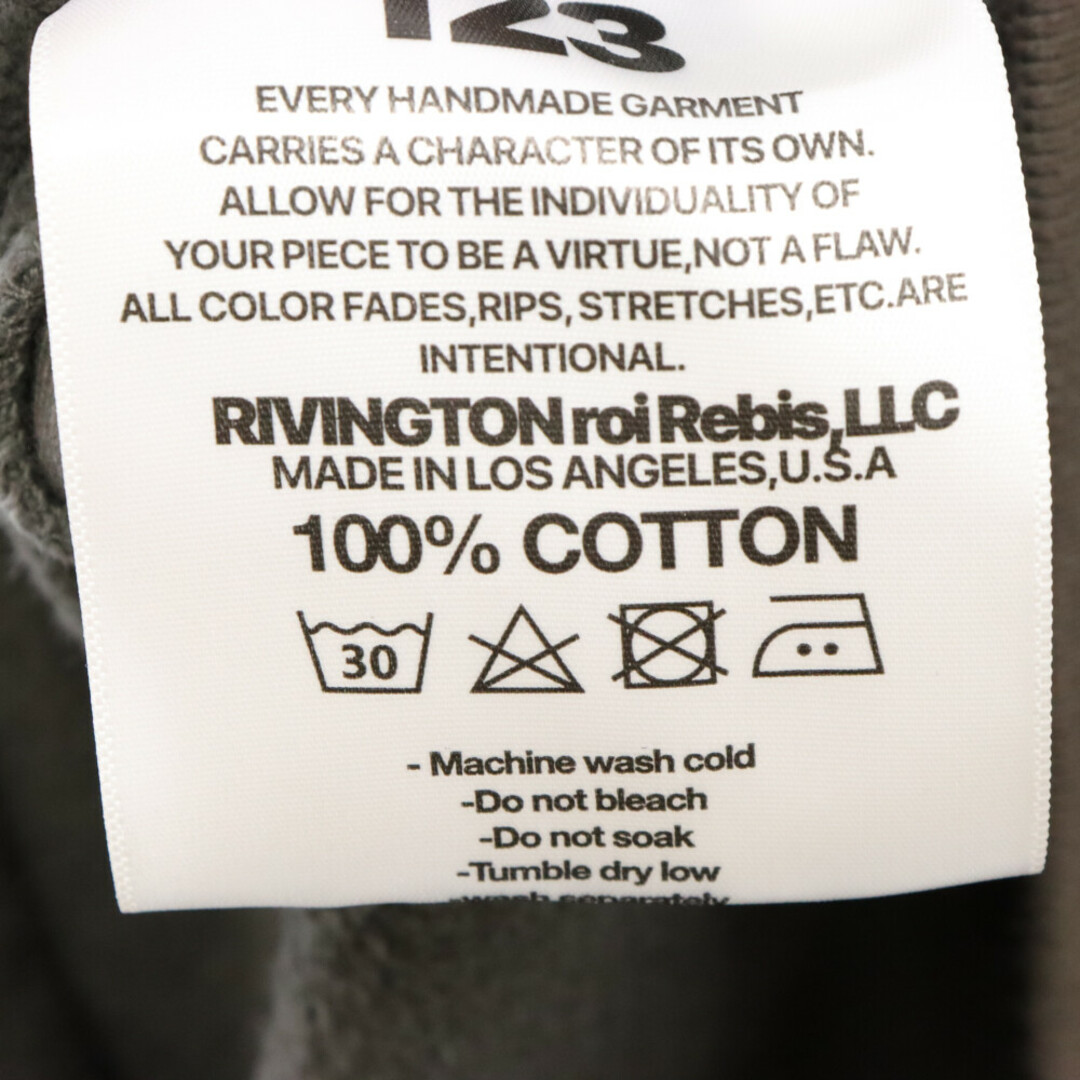 123
EVERY HANDMADE GARMENT
CARRIES A CHARACTER OF ITS OWN.
ALLOW FOR THE INDIVIDUALITY OF
YOUR PIECE TO BE A VIRTUE,NOT A FLAW.
ALL COLOR FADES,RIPS, STRETCHES,ETC.ARE
INTENTIONAL.
RIVINGTON roi Rebis,LLC
MADE IN LOS ANGELES,U.S.A
100% COTTON
30
- Machine wash cold
-Do not bleach
-Do not soak
-Tumble dry low
-wash separately